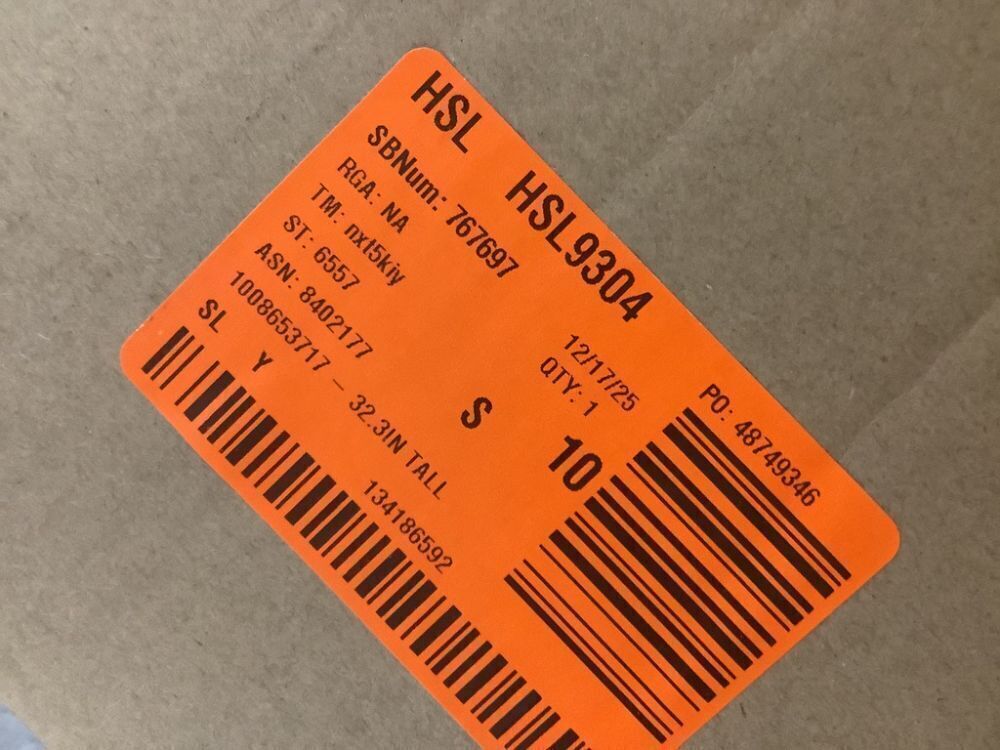 HSL HSL9304
SBNum: 767697
RGA: NA 12/17/25 PO: 48749346
TM: nxt5kiy QTY: 1
ST: 6557
ASN: 8402177 S 10
1008653717 - 32.3IN TALL
SL Y 134186592